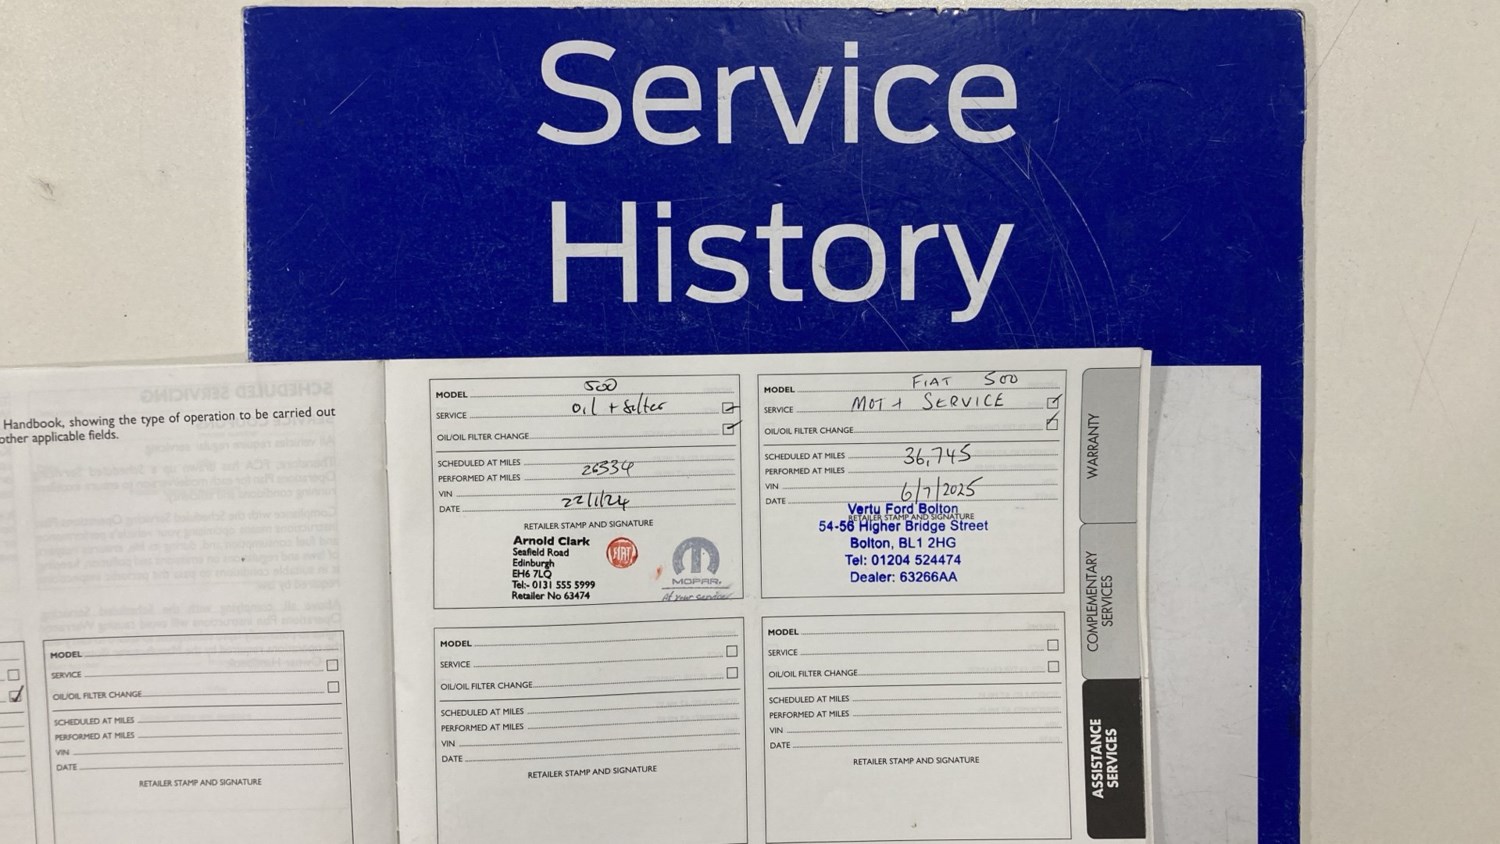 Service
History
Handbook, showing the type of operation to be carried out
other applicable fields.
MODEL
SERVICE
OIL/OIL FILTER CHANGE
SCHEDULED AT MILES
PERFORMED AT MILES
VIN
DATE
RETAILER STAMP AND SIGNATURE
MODEL 500
SERVICE Oil + filter
OIL/OIL FILTER CHANGE
SCHEDULED AT MILES
PERFORMED AT MILES 26334
VIN
DATE 22/1/24
RETAILER STAMP AND SIGNATURE
Arnold Clark
Seafield Road
Edinburgh
EH6 7LQ
Tel:- 0131 555 5999
Retailer No 63474
FIAT
MOPAR
At your service
MODEL FIAT 500
SERVICE MOT + SERVICE
OIL/OIL FILTER CHANGE
SCHEDULED AT MILES
PERFORMED AT MILES 36,745
VIN
DATE 6/7/2025
RETAILER STAMP AND SIGNATURE
Vertu Ford Bolton
54-56 Higher Bridge Street
Bolton, BL1 2HG
Tel: 01204 524474
Dealer: 63266AA
MODEL
SERVICE
OIL/OIL FILTER CHANGE
SCHEDULED AT MILES
PERFORMED AT MILES
VIN
DATE
RETAILER STAMP AND SIGNATURE
MODEL
SERVICE
OIL/OIL FILTER CHANGE
SCHEDULED AT MILES
PERFORMED AT MILES
VIN
DATE
RETAILER STAMP AND SIGNATURE
WARRANTY
COMPLEMENTARY
SERVICES
ASSISTANCE
SERVICES